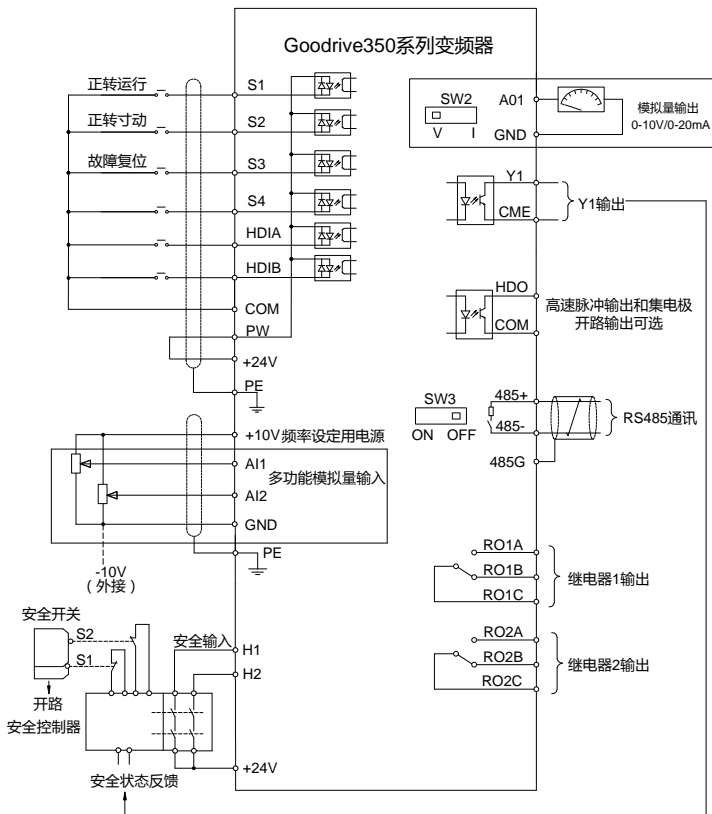 Goodrive350系列变频器
正转运行
S1
正转寸动
S2
故障复位
S3
S4
HDIA
HDIB
COM
PW
+24V
PE
+10V 频率设定用电源
AI1
多功能模拟量输入
AI2
GND
PE
-10V
（外接）
安全开关
S2
S1
开路
安全控制器
安全输入
H1
H2
+24V
安全状态反馈
SW2
V I
A01
GND
模拟量输出
0-10V/0-20mA
Y1
CME
Y1输出
HDO
COM
高速脉冲输出和集电极
开路输出可选
SW3
ON OFF
485+
485-
485G
RS485通讯
RO1A
RO1B
RO1C
继电器1输出
RO2A
RO2B
RO2C
继电器2输出